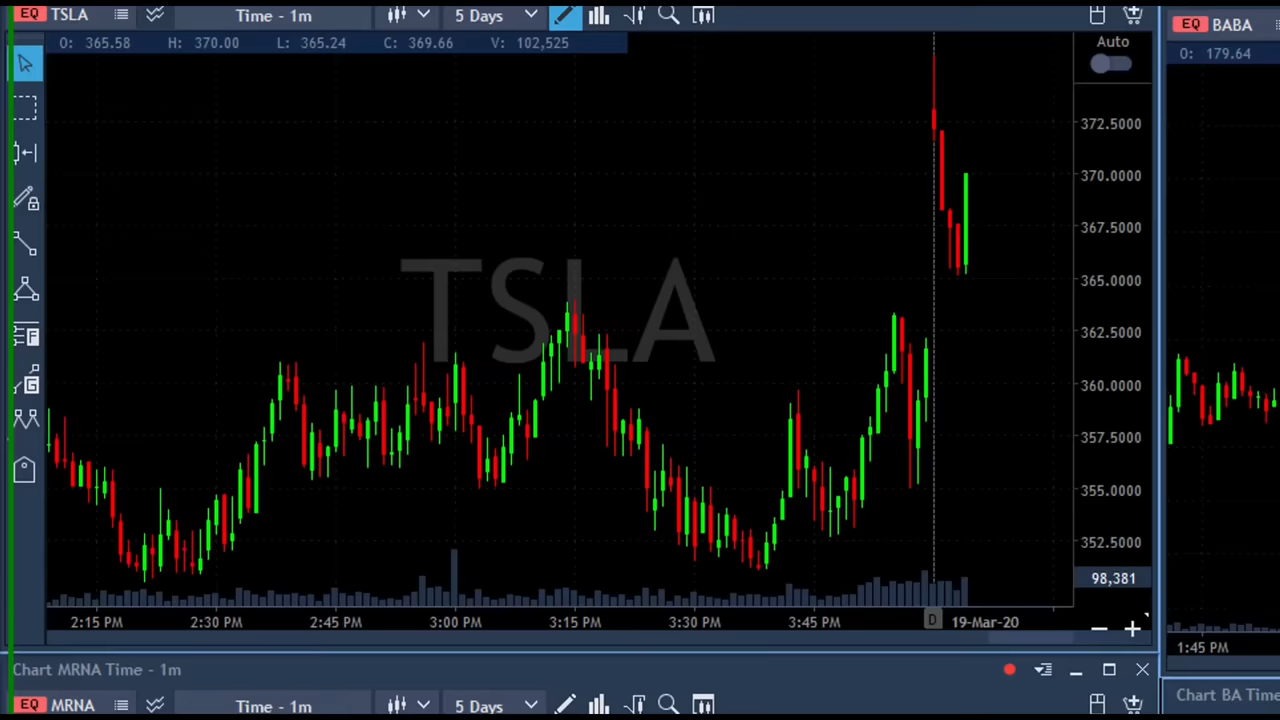 EQ TSLA Time - 1m 5 Days
O: 365.58 H: 370.00 L: 365.24 C: 369.66 V: 102,525
Auto
372.5000
370.0000
367.5000
365.0000
362.5000
360.0000
357.5000
355.0000
352.5000
98,381
TSLA
2:15 PM 2:30 PM 2:45 PM 3:00 PM 3:15 PM 3:30 PM 3:45 PM D 19-Mar-20
EQ BABA
O: 179.64
1:45 PM
Chart MRNA Time - 1m
EQ MRNA Time - 1m 5 Days
Chart BA Time